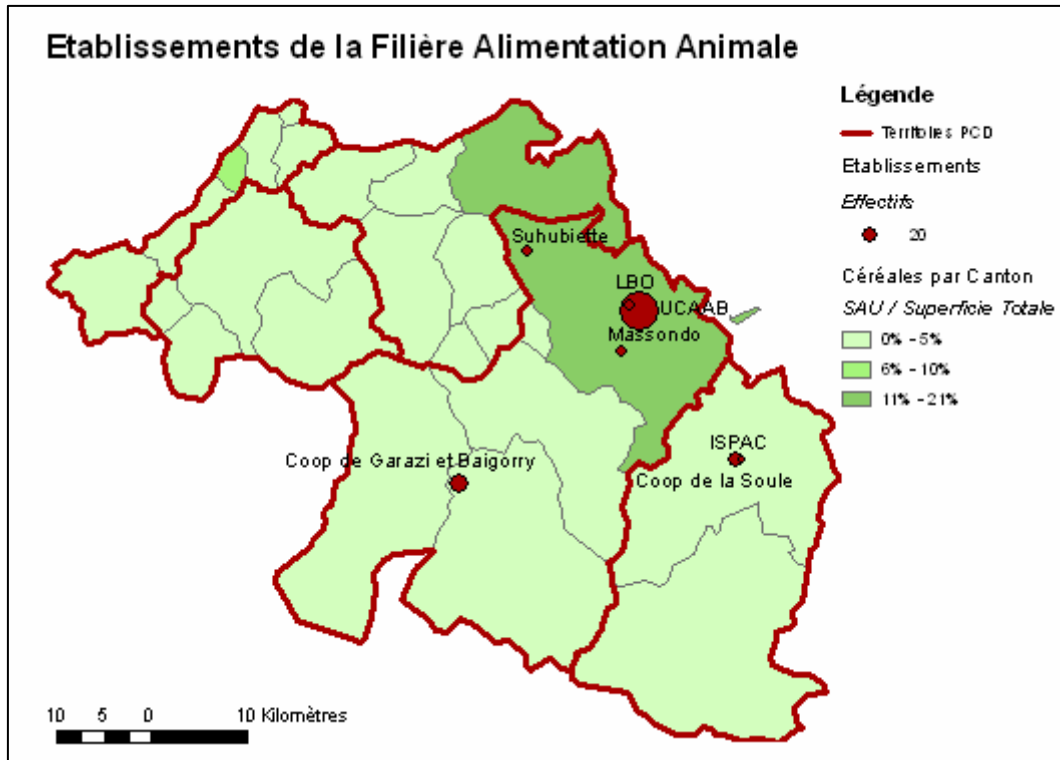 Etablissements de la Filière Alimentation Animale
Légende
Térritoiies PCD
Etablissements
Effectifs
20
Céréales par Canton
SAU / Superficie Totale
0% - 5%
6% - 10%
11% - 21%
Suhubiette
LBO
UCAAB
Massondo
ISPAC
Coop de Garazi et Baigorry
Coop de la Soule
10 5 0 10 Kilomètres